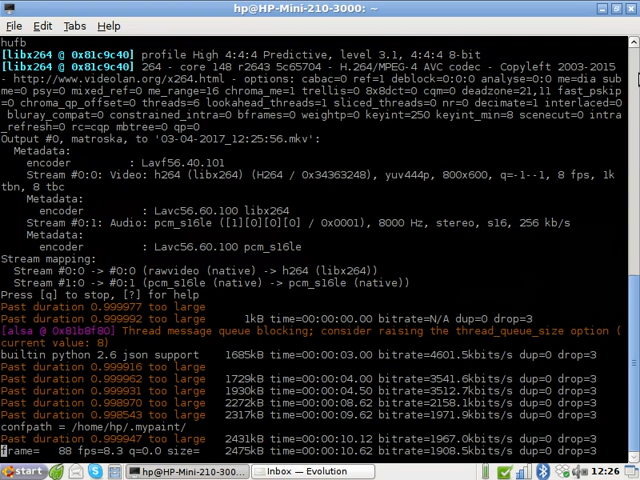 hp@HP-Mini-210-3000: ~
File Edit Tabs Help
hufb
[libx264 @ 0x81c9c40] profile High 4:4:4 Predictive, level 3.1, 4:4:4 8-bit
[libx264 @ 0x81c9c40] 264 - core 148 r2643 5c65704 - H.264/MPEG-4 AVC codec - Copyleft 2003-2015
- http://www.videolan.org/x264.html - options: cabac=0 ref=1 deblock=0:0:0 analyse=0:0 me=dia sub
me=0 psy=0 mixed_ref=0 me_range=16 chroma_me=1 trellis=0 8x8dct=0 cqm=0 deadzone=21,11 fast_pskip
=0 chroma_qp_offset=0 threads=6 lookahead_threads=1 sliced_threads=0 nr=0 decimate=1 interlaced=0
 bluray_compat=0 constrained_intra=0 bframes=0 weightp=0 keyint=250 keyint_min=8 scenecut=0 intra
_refresh=0 rc=cqp mbtree=0 qp=0
Output #0, matroska, to '03-04-2017_12:25:56.mkv':
Metadata:
encoder : Lavf56.40.101
Stream #0:0: Video: h264 (libx264) (H264 / 0x34363248), yuv444p, 800x600, q=-1--1, 8 fps, 1k
tbn, 8 tbc
Metadata:
encoder : Lavc56.60.100 libx264
Stream #0:1: Audio: pcm_s16le ([1][0][0][0] / 0x0001), 8000 Hz, stereo, s16, 256 kb/s
Metadata:
encoder : Lavc56.60.100 pcm_s16le
Stream mapping:
Stream #0:0 -> #0:0 (rawvideo (native) -> h264 (libx264))
Stream #1:0 -> #0:1 (pcm_s16le (native) -> pcm_s16le (native))
Press [q] to stop, [?] for help
Past duration 0.999977 too large
Past duration 0.999992 too large 1kB time=00:00:00.00 bitrate=N/A dup=0 drop=3
[alsa @ 0x81b8f80] Thread message queue blocking; consider raising the thread_queue_size option (
current value: 8)
builtin python 2.6 json support 1685kB time=00:00:03.00 bitrate=4601.5kbits/s dup=0 drop=3
Past duration 0.999916 too large
Past duration 0.999962 too large 1729kB time=00:00:04.00 bitrate=3541.6kbits/s dup=0 drop=3
Past duration 0.999931 too large 1930kB time=00:00:04.50 bitrate=3512.1kbits/s dup=0 drop=3
Past duration 0.998970 too large 2272kB time=00:00:08.62 bitrate=2158.1kbits/s dup=0 drop=3
Past duration 0.998543 too large 2317kB time=00:00:09.62 bitrate=1971.9kbits/s dup=0 drop=3
confpath = /home/hp/.mypaint/
Past duration 0.999947 too large 2431kB time=00:00:10.12 bitrate=1967.0kbits/s dup=0 drop=3
frame= 88 fps=8.3 q=0.0 size= 2475kB time=00:00:10.62 bitrate=1908.5kbits/s dup=0 drop=3
start hp@HP-Mini-210-300... Inbox — Evolution 12:26